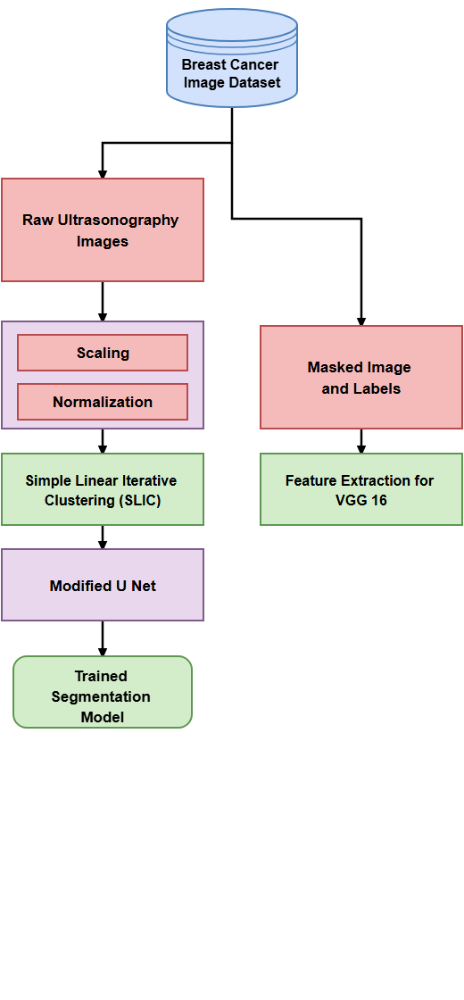 Breast Cancer
Image Dataset
Raw Ultrasonography
Images
Scaling
Normalization
Masked Image
and Labels
Simple Linear Iterative
Clustering (SLIC)
Feature Extraction for
VGG 16
Modified U Net
Trained
Segmentation
Model